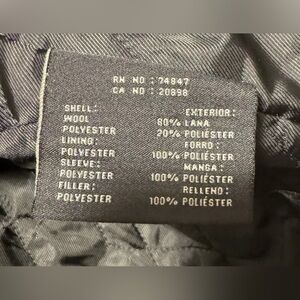 RN NO : 74847
CA NO : 20898
SHELL: EXTERIOR:
WOOL 80% LANA
POLYESTER 20% POLIÉSTER
LINING: FORRO:
POLYESTER 100% POLIÉSTER
SLEEVE: MANGA:
POLYESTER 100% POLIÉSTER
FILLER: RELLENO:
POLYESTER 100% POLIÉSTER